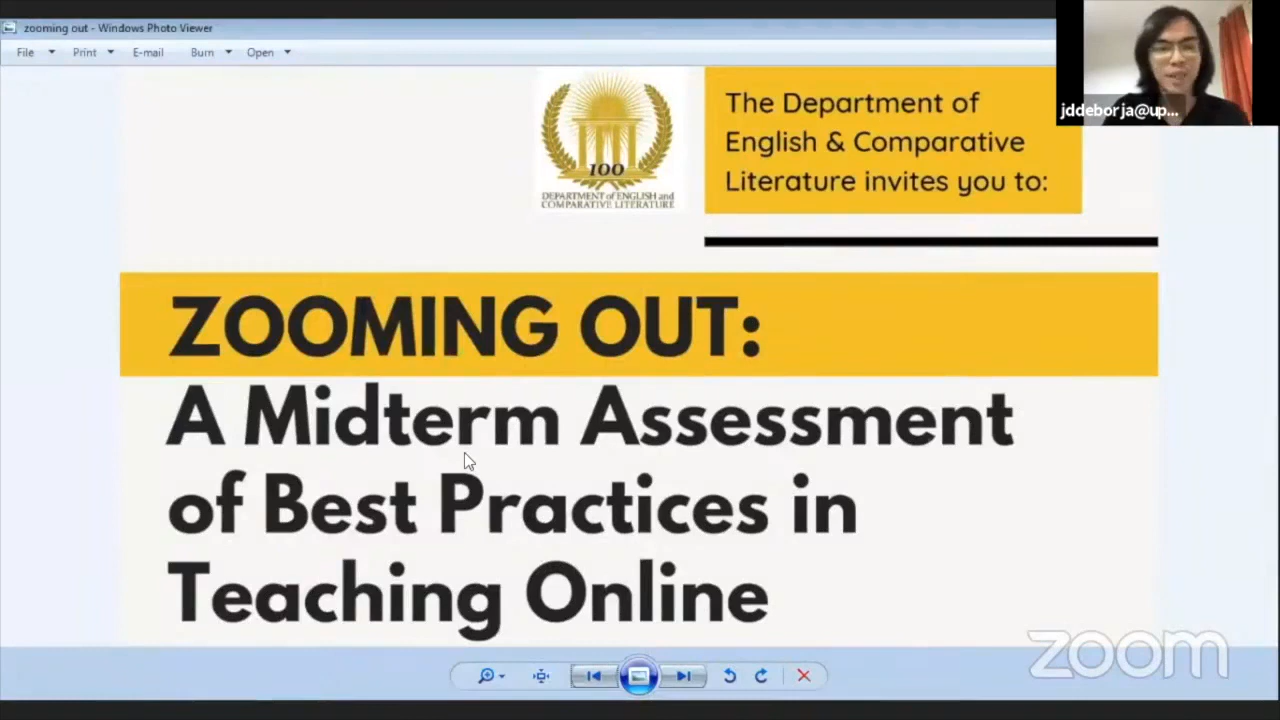 zooming out - Windows Photo Viewer
File Print E-mail Burn Open
jddeborja@up...
100
DEPARTMENT of ENGLISH and
COMPARATIVE LITERATURE
The Department of
English & Comparative
Literature invites you to:
ZOOMING OUT:
A Midterm Assessment
of Best Practices in
Teaching Online
zoom